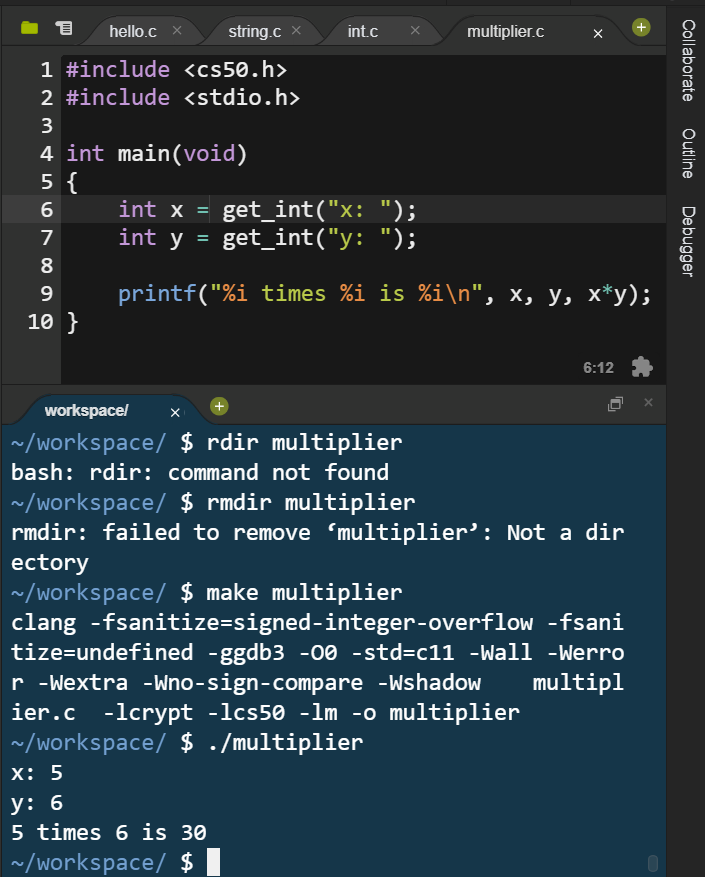 hello.c × string.c × int.c × multiplier.c ×
Collaborate
Outline
Debugger
1 #include <cs50.h>
2 #include <stdio.h>
3
4 int main(void)
5 {
6     int x = get_int("x: ");
7     int y = get_int("y: ");
8
9     printf("%i times %i is %i\n", x, y, x*y);
10 }
6:12
workspace/ ×
~/workspace/ $ rdir multiplier
bash: rdir: command not found
~/workspace/ $ rmdir multiplier
rmdir: failed to remove ‘multiplier’: Not a dir
ectory
~/workspace/ $ make multiplier
clang -fsanitize=signed-integer-overflow -fsani
tize=undefined -ggdb3 -O0 -std=c11 -Wall -Werro
r -Wextra -Wno-sign-compare -Wshadow    multipl
ier.c  -lcrypt -lcs50 -lm -o multiplier
~/workspace/ $ ./multiplier
x: 5
y: 6
5 times 6 is 30
~/workspace/ $